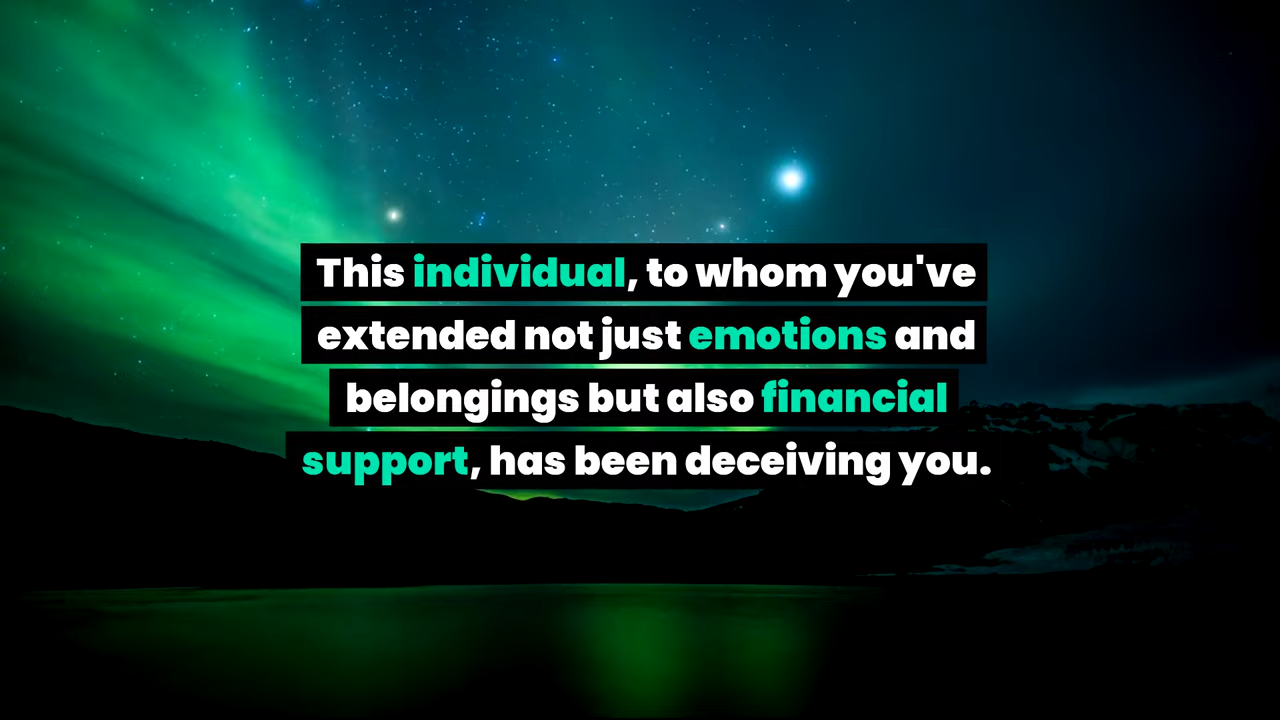 This individual, to whom you've
extended not just emotions and
belongings but also financial
support, has been deceiving you.